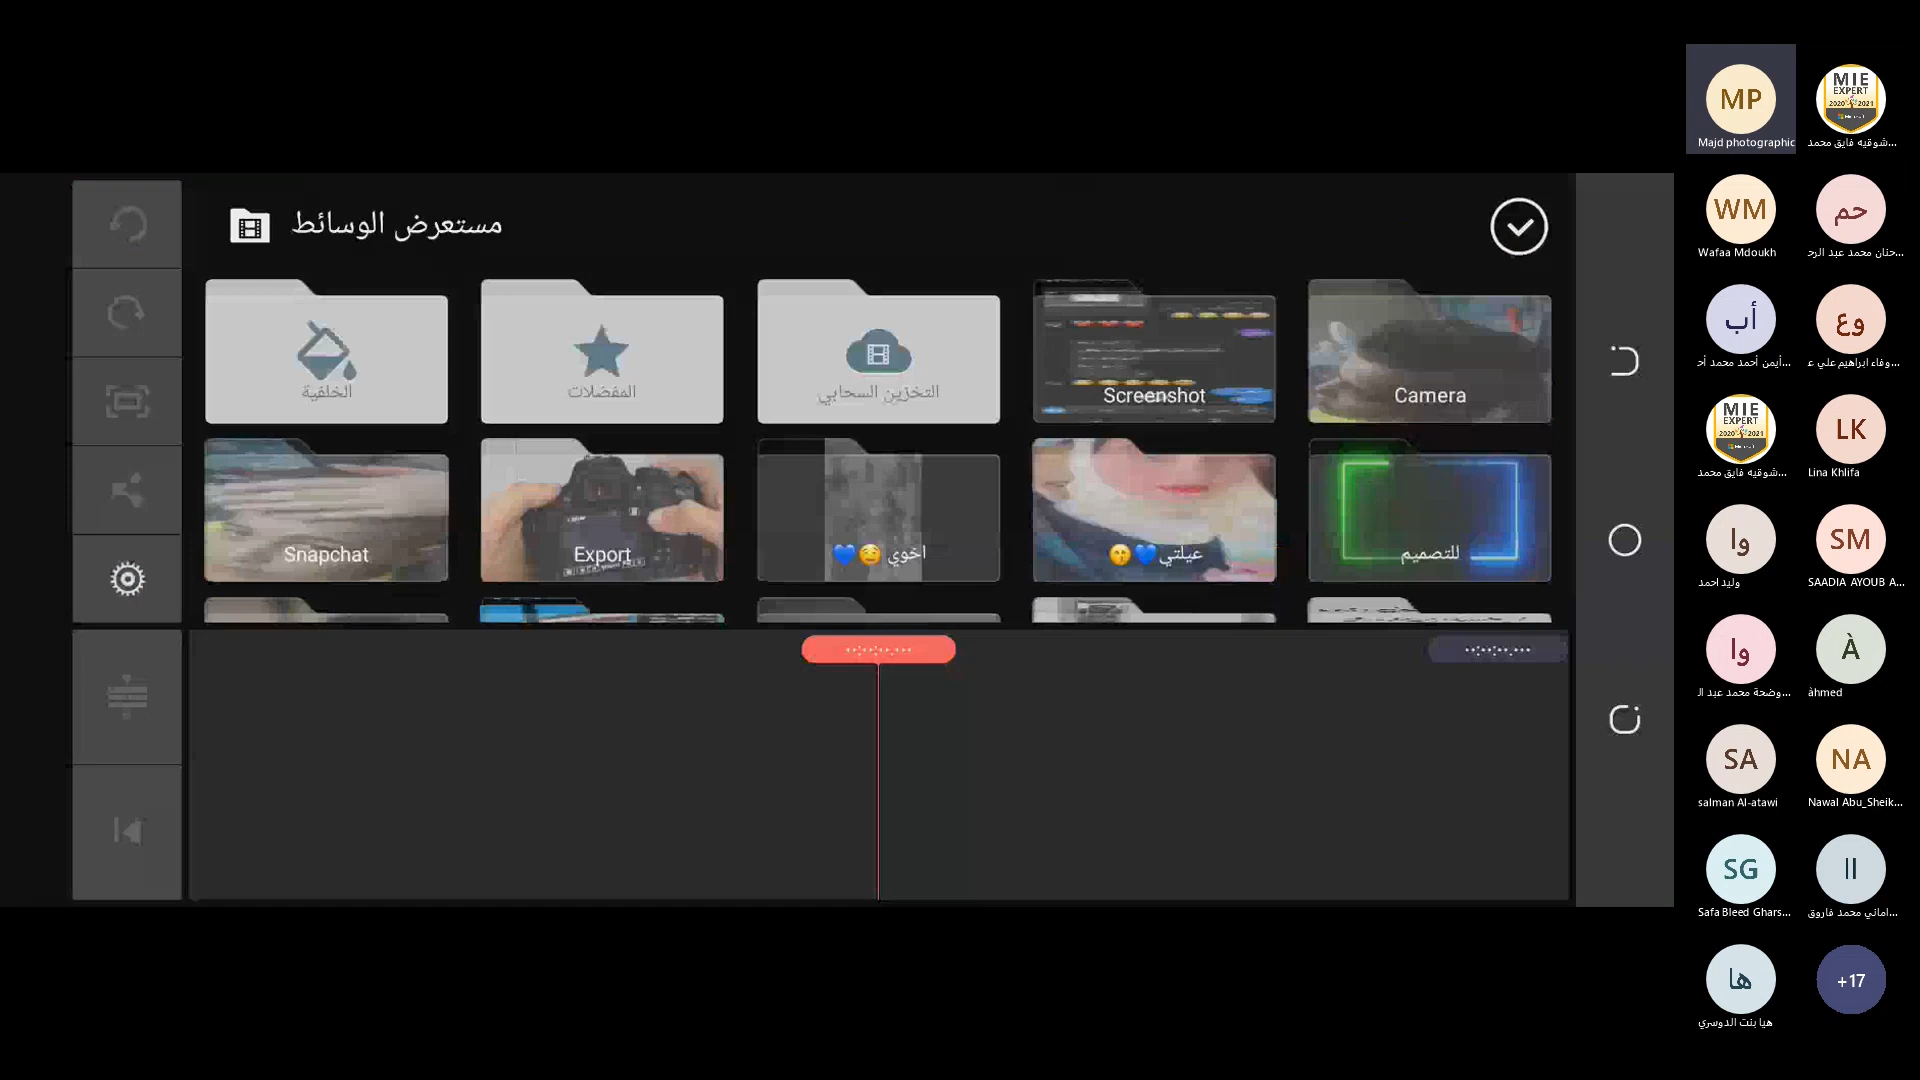 مستعرض الوسائط
الخلفية
المفضلات
التخزين السحابي
Screenshot
Camera
Snapchat
Export
اخوي 🤤💙
عيلتي 💙😙
للتصميم
MP
Majd photographic
MIE
EXPERT
2020 2021
شوقيه فايق محمد...
WM
Wafaa Mdoukh
حم
حنان محمد عبد الرح...
أب
أيمن أحمد محمد أح...
وع
وفاء ابراهيم علي ع...
MIE
EXPERT
2020 2021
شوقيه فايق محمد...
LK
Lina Khlifa
وا
وليد احمد
SM
SAADIA AYOUB A...
وا
وضحة محمد عبد ال...
À
àhmed
SA
salman Al-atawi
NA
Nawal Abu_Sheik...
SG
Safa Bleed Ghars...
اا
اماني محمد فاروق...
ها
هيا بنت الدوسري
+17